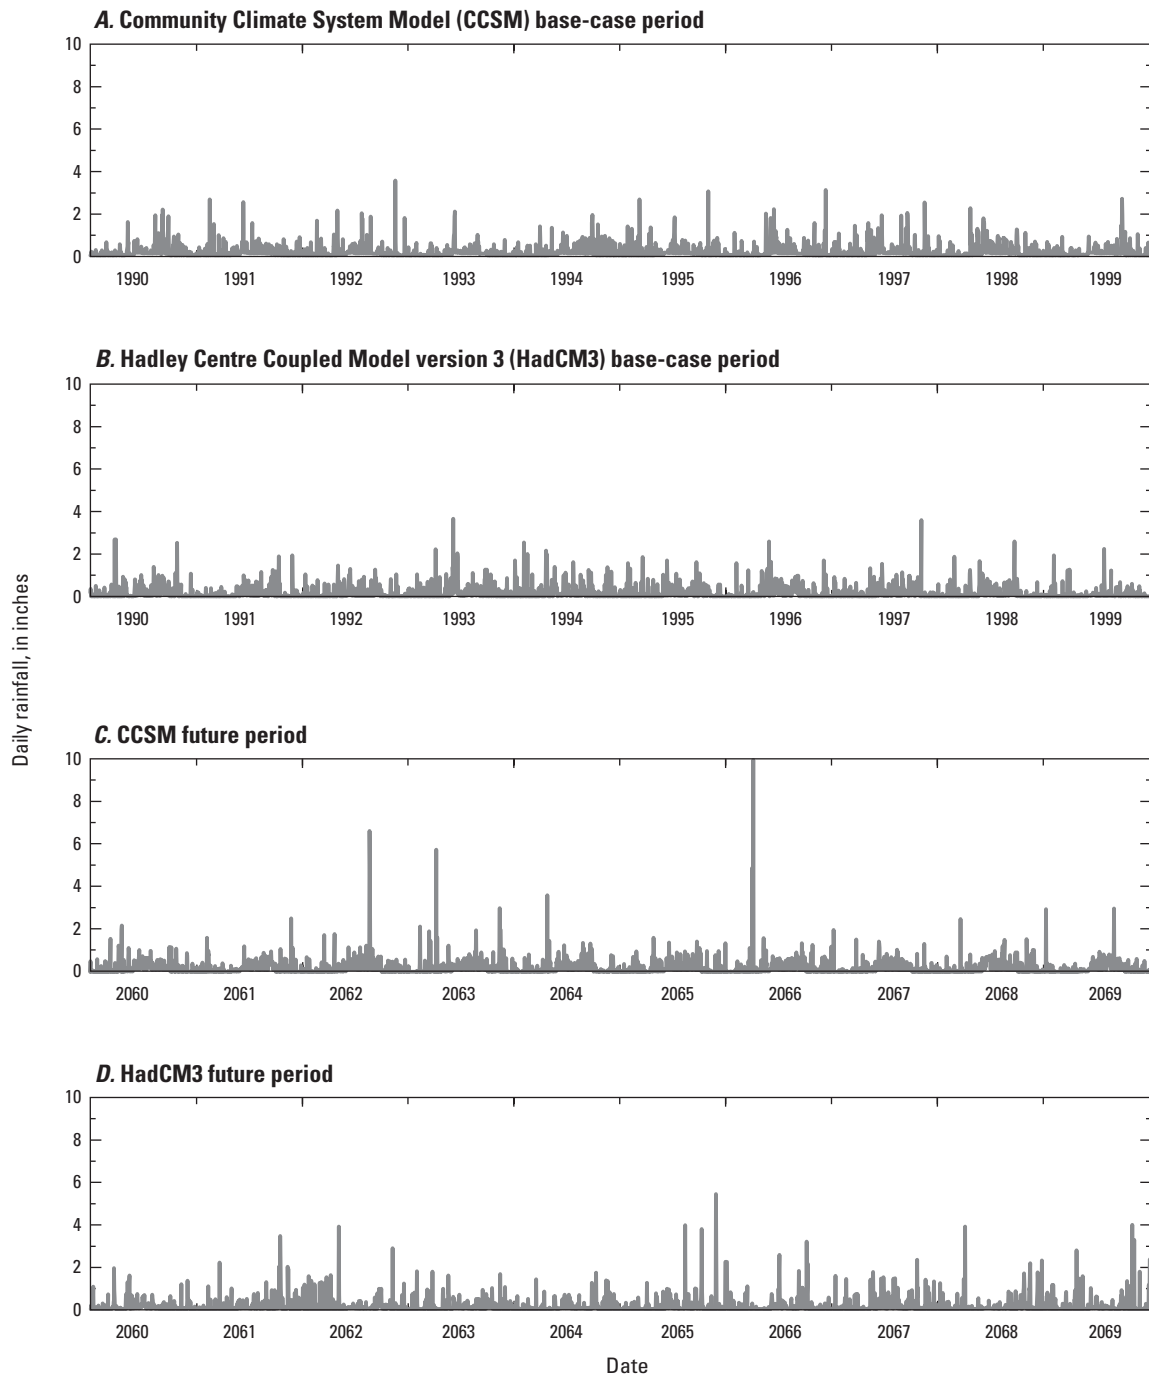 A. Community Climate System Model (CCSM) base-case period
10
8
6
4
2
0
1990 1991 1992 1993 1994 1995 1996 1997 1998 1999
B. Hadley Centre Coupled Model version 3 (HadCM3) base-case period
10
8
6
4
2
0
1990 1991 1992 1993 1994 1995 1996 1997 1998 1999
Daily rainfall, in inches
C. CCSM future period
10
8
6
4
2
0
2060 2061 2062 2063 2064 2065 2066 2067 2068 2069
D. HadCM3 future period
10
8
6
4
2
0
2060 2061 2062 2063 2064 2065 2066 2067 2068 2069
Date